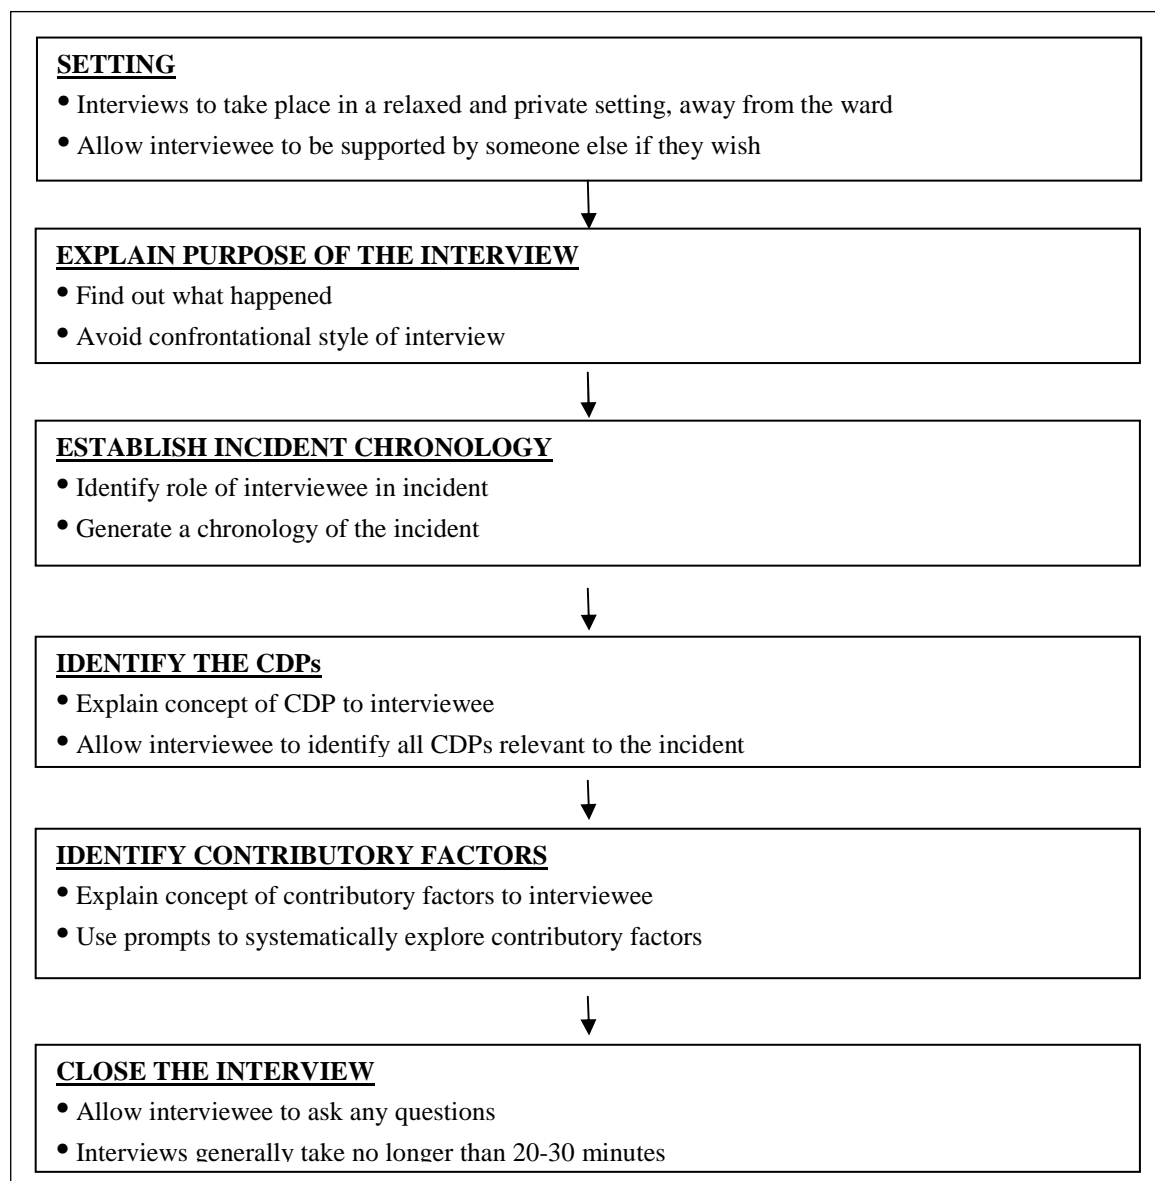 SETTING
• Interviews to take place in a relaxed and private setting, away from the ward
• Allow interviewee to be supported by someone else if they wish
EXPLAIN PURPOSE OF THE INTERVIEW
• Find out what happened
• Avoid confrontational style of interview
ESTABLISH INCIDENT CHRONOLOGY
• Identify role of interviewee in incident
• Generate a chronology of the incident
IDENTIFY THE CDPs
• Explain concept of CDP to interviewee
• Allow interviewee to identify all CDPs relevant to the incident
IDENTIFY CONTRIBUTORY FACTORS
• Explain concept of contributory factors to interviewee
• Use prompts to systematically explore contributory factors
CLOSE THE INTERVIEW
• Allow interviewee to ask any questions
• Interviews generally take no longer than 20-30 minutes